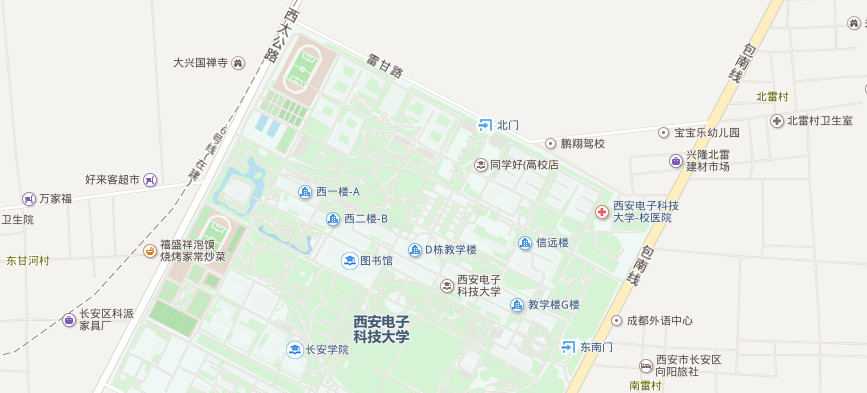 西太公路
包南线
大兴国禅寺
雷甘路
北雷村
北门
北雷村卫生室
宝宝乐幼儿园
鹏翔驾校
6号线(在建)
同学好(高校店
兴隆北雷
建材市场
好来客超市
西一楼-A
万家福
西安电子科技
大学-校医院
卫生院
西二楼-B
禧盛祥泡馍
烧烤家常炒菜
D栋教学楼
信远楼
东甘河村
图书馆
包南线
西安电子
科技大学
教学楼G楼
长安区科派
家具厂
西安电子
科技大学
成都外语中心
长安学院
东南门
西安市长安区
向阳旅社
南雷村